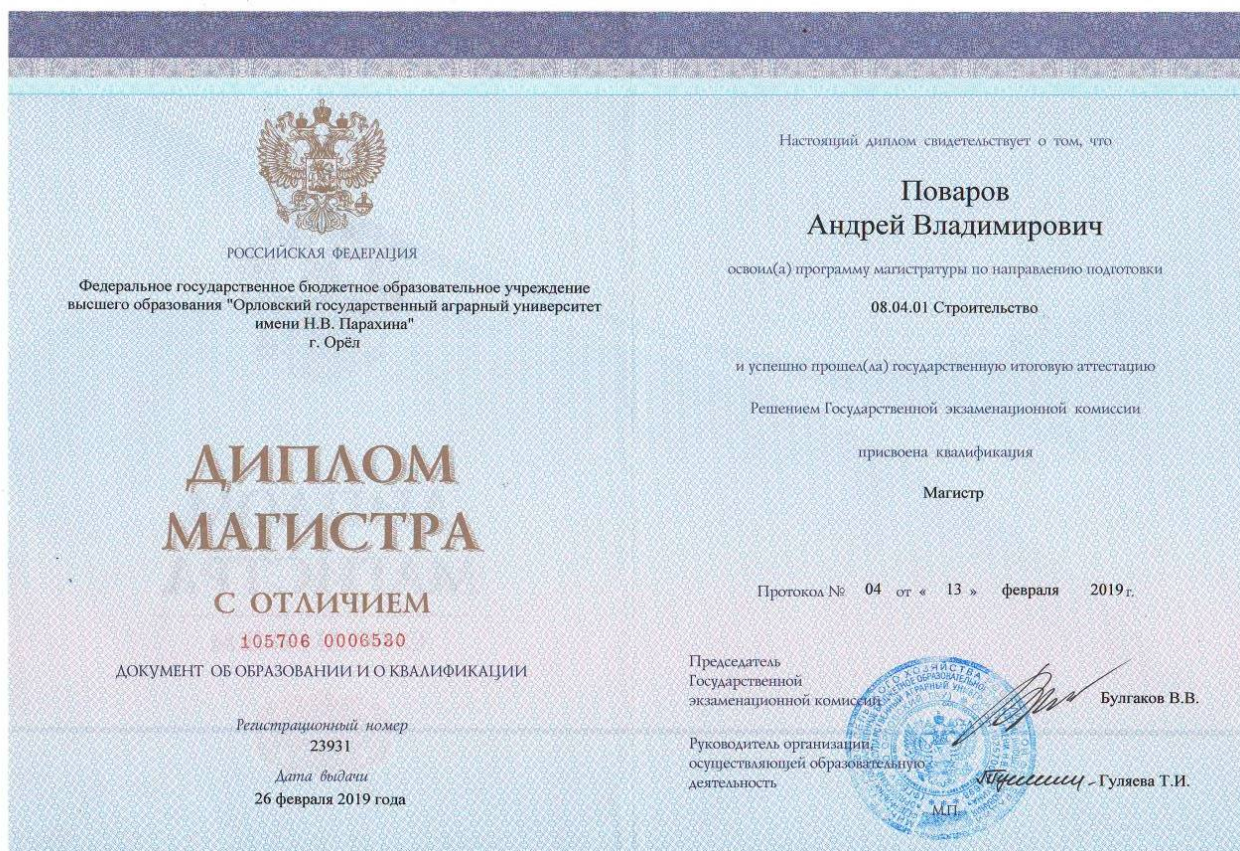 РОССИЙСКАЯ ФЕДЕРАЦИЯ
Федеральное государственное бюджетное образовательное учреждение
высшего образования "Орловский государственный аграрный университет
имени Н.В. Парахина"
г. Орёл
ДИПЛОМ
МАГИСТРА
С ОТЛИЧИЕМ
105706 0006530
ДОКУМЕНТ ОБ ОБРАЗОВАНИИ И О КВАЛИФИКАЦИИ
Регистрационный номер
23931
Дата выдачи
26 февраля 2019 года
Настоящий диплом свидетельствует о том, что
Поваров
Андрей Владимирович
освоил(а) программу магистратуры по направлению подготовки
08.04.01 Строительство
и успешно прошел(ла) государственную итоговую аттестацию
Решением Государственной экзаменационной комиссии
присвоена квалификация
Магистр
Протокол № 04 от « 13 » февраля 2019 г.
Председатель
Государственной
экзаменационной комиссии
Булгаков В.В.
Руководитель организации,
осуществляющей образовательную
деятельность
Гуляева Т.И.
М.П.